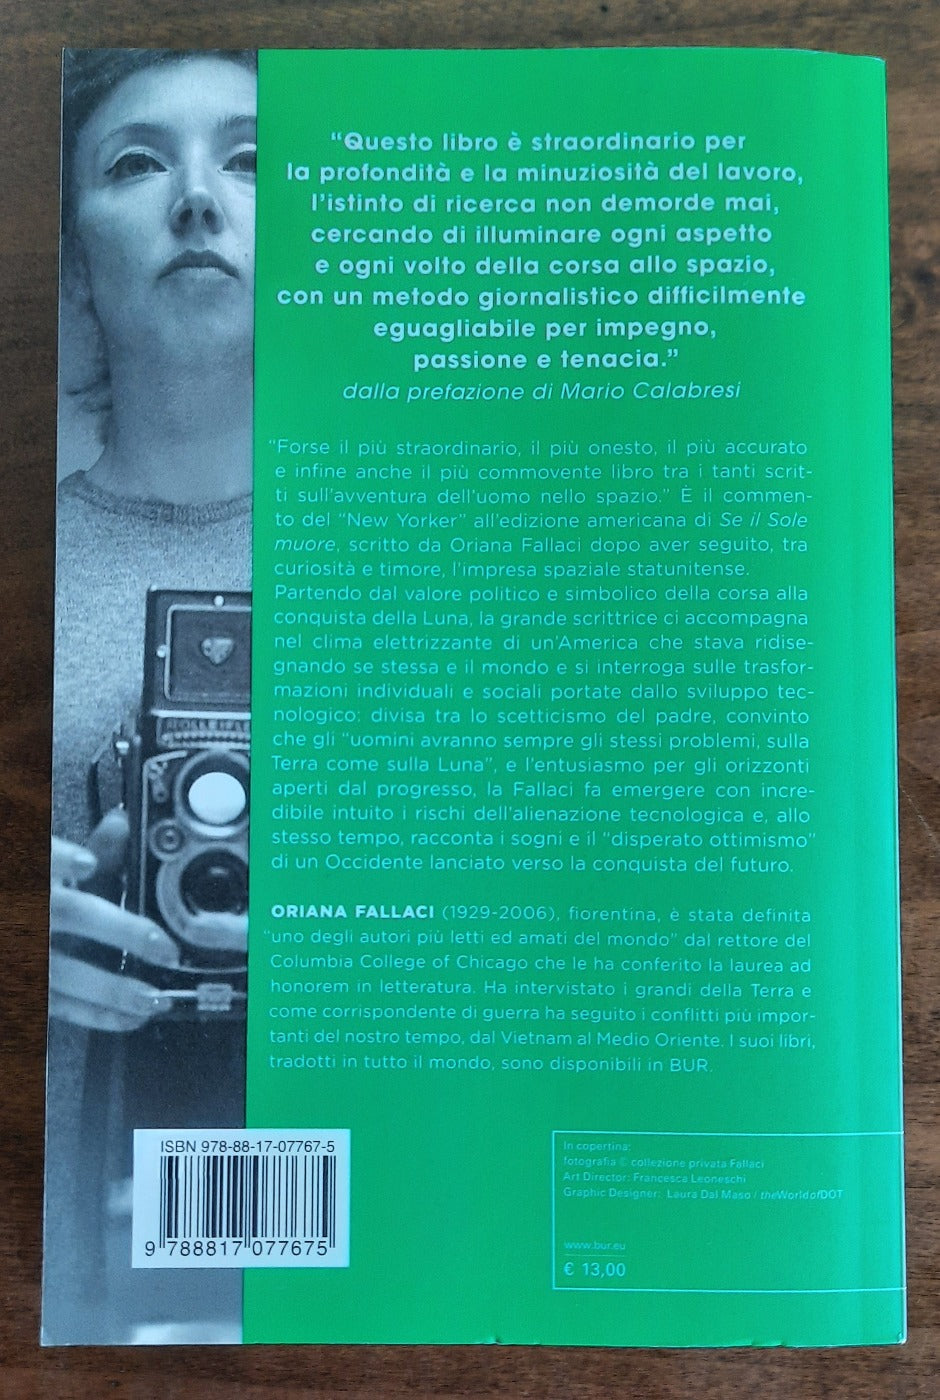 “Questo libro è straordinario per
la profondità e la minuziosità del lavoro,
l’istinto di ricerca non demorde mai,
cercando di illuminare ogni aspetto
e ogni volto della corsa allo spazio,
con un metodo giornalistico difficilmente
eguagliabile per impegno,
passione e tenacia.”
dalla prefazione di Mario Calabresi
“Forse il più straordinario, il più onesto, il più accurato
e infine anche il più commovente libro tra i tanti scrit-
ti sull’avventura dell’uomo nello spazio.” È il commen-
to del “New Yorker” all’edizione americana di Se il Sole
muore, scritto da Oriana Fallaci dopo aver seguito, tra
curiosità e timore, l’impresa spaziale statunitense.
Partendo dal valore politico e simbolico della corsa alla
conquista della Luna, la grande scrittrice ci accompagna
nel clima elettrizzante di un’America che stava ridise-
gnando se stessa e il mondo e si interroga sulle trasfor-
mazioni individuali e sociali portate dallo sviluppo tec-
nologico: divisa tra lo scetticismo del padre, convinto
che gli “uomini avranno sempre gli stessi problemi, sulla
Terra come sulla Luna”, e l’entusiasmo per gli orizzonti
aperti dal progresso, la Fallaci fa emergere con incre-
dibile intuito i rischi dell’alienazione tecnologica e, allo
stesso tempo, racconta i sogni e il “disperato ottimismo”
di un Occidente lanciato verso la conquista del futuro.
ORIANA FALLACI (1929-2006), fiorentina, è stata definita
“uno degli autori più letti ed amati del mondo” dal rettore del
Columbia College of Chicago che le ha conferito la laurea ad
honorem in letteratura. Ha intervistato i grandi della Terra e
come corrispondente di guerra ha seguito i conflitti più impor-
tanti del nostro tempo, dal Vietnam al Medio Oriente. I suoi libri,
tradotti in tutto il mondo, sono disponibili in BUR.
ROLLEIFLE
ISBN 978-88-17-07767-5
9 788817 077675
In copertina:
fotografia © collezione privata Fallaci
Art Director: Francesca Leoneschi
Graphic Designer: Laura Dal Maso / theWorldofDOT
www.bur.eu
€ 13,00